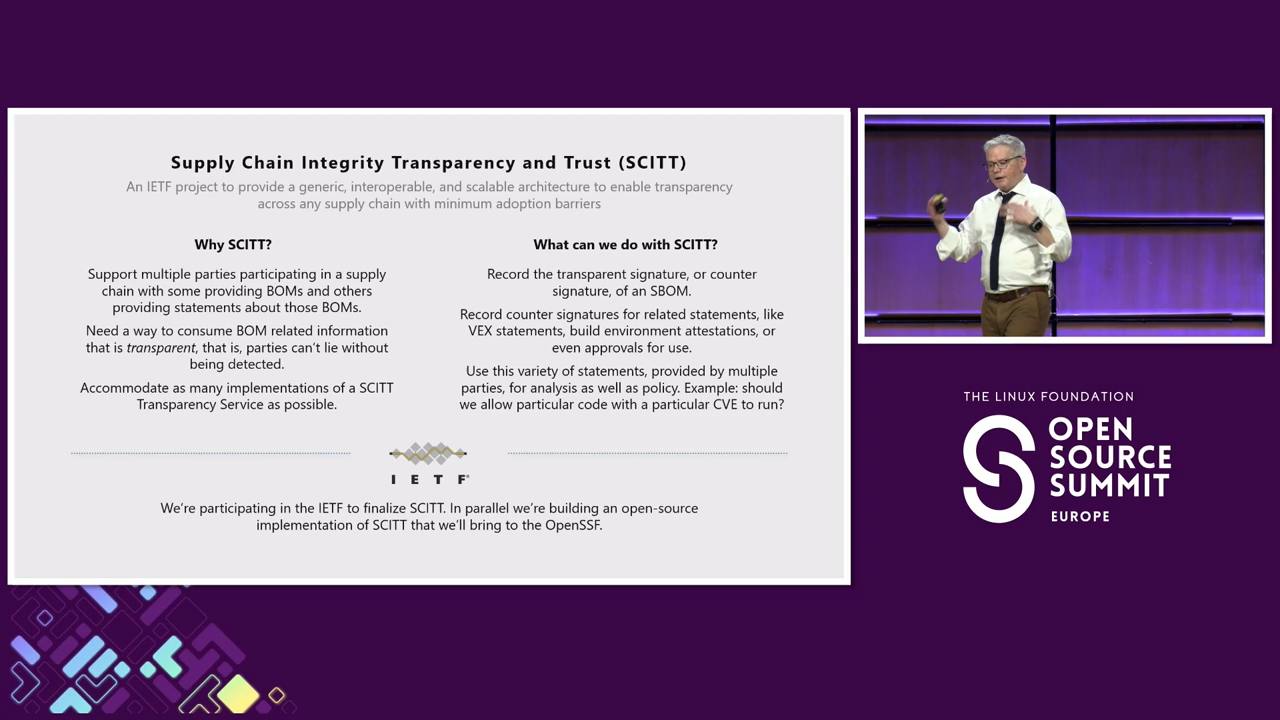 Supply Chain Integrity Transparency and Trust (SCITT)
An IETF project to provide a generic, interoperable, and scalable architecture to enable transparency
across any supply chain with minimum adoption barriers
Why SCITT?
Support multiple parties participating in a supply
chain with some providing BOMs and others
providing statements about those BOMs.
Need a way to consume BOM related information
that is transparent, that is, parties can't lie without
being detected.
Accommodate as many implementations of a SCITT
Transparency Service as possible.
What can we do with SCITT?
Record the transparent signature, or counter
signature, of an SBOM.
Record counter signatures for related statements, like
VEX statements, build environment attestations, or
even approvals for use.
Use this variety of statements, provided by multiple
parties, for analysis as well as policy. Example: should
we allow particular code with a particular CVE to run?
I E T F®
We're participating in the IETF to finalize SCITT. In parallel we're building an open-source
implementation of SCITT that we'll bring to the OpenSSF.
THE LINUX FOUNDATION
OPEN
SOURCE
SUMMIT
EUROPE